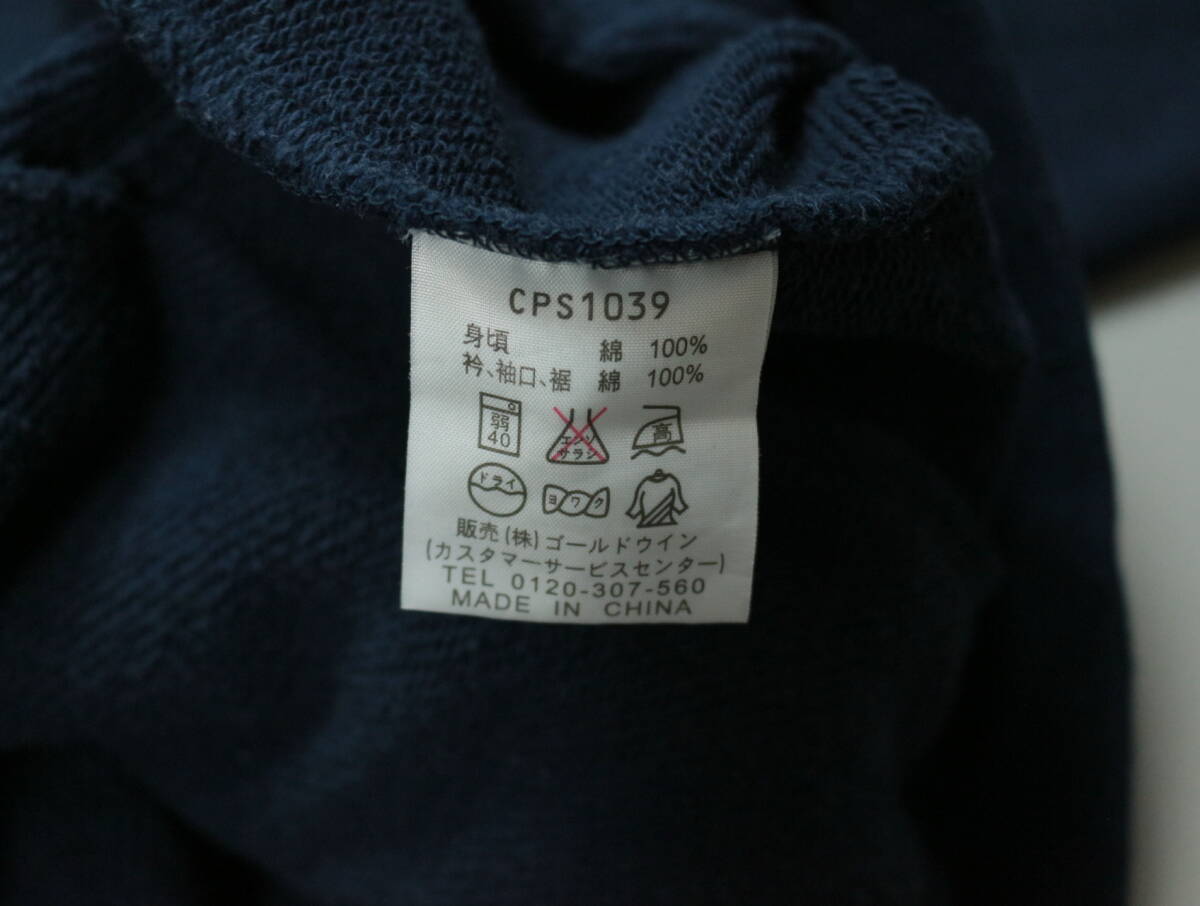 CPS1039
身頃 綿 100%
衿、袖口、裾 綿 100%
弱 40
エンソ サラシ
高
ドライ
ヨワク
販売(株)ゴールドウイン
(カスタマーサービスセンター)
TEL 0120-307-560
MADE IN CHINA